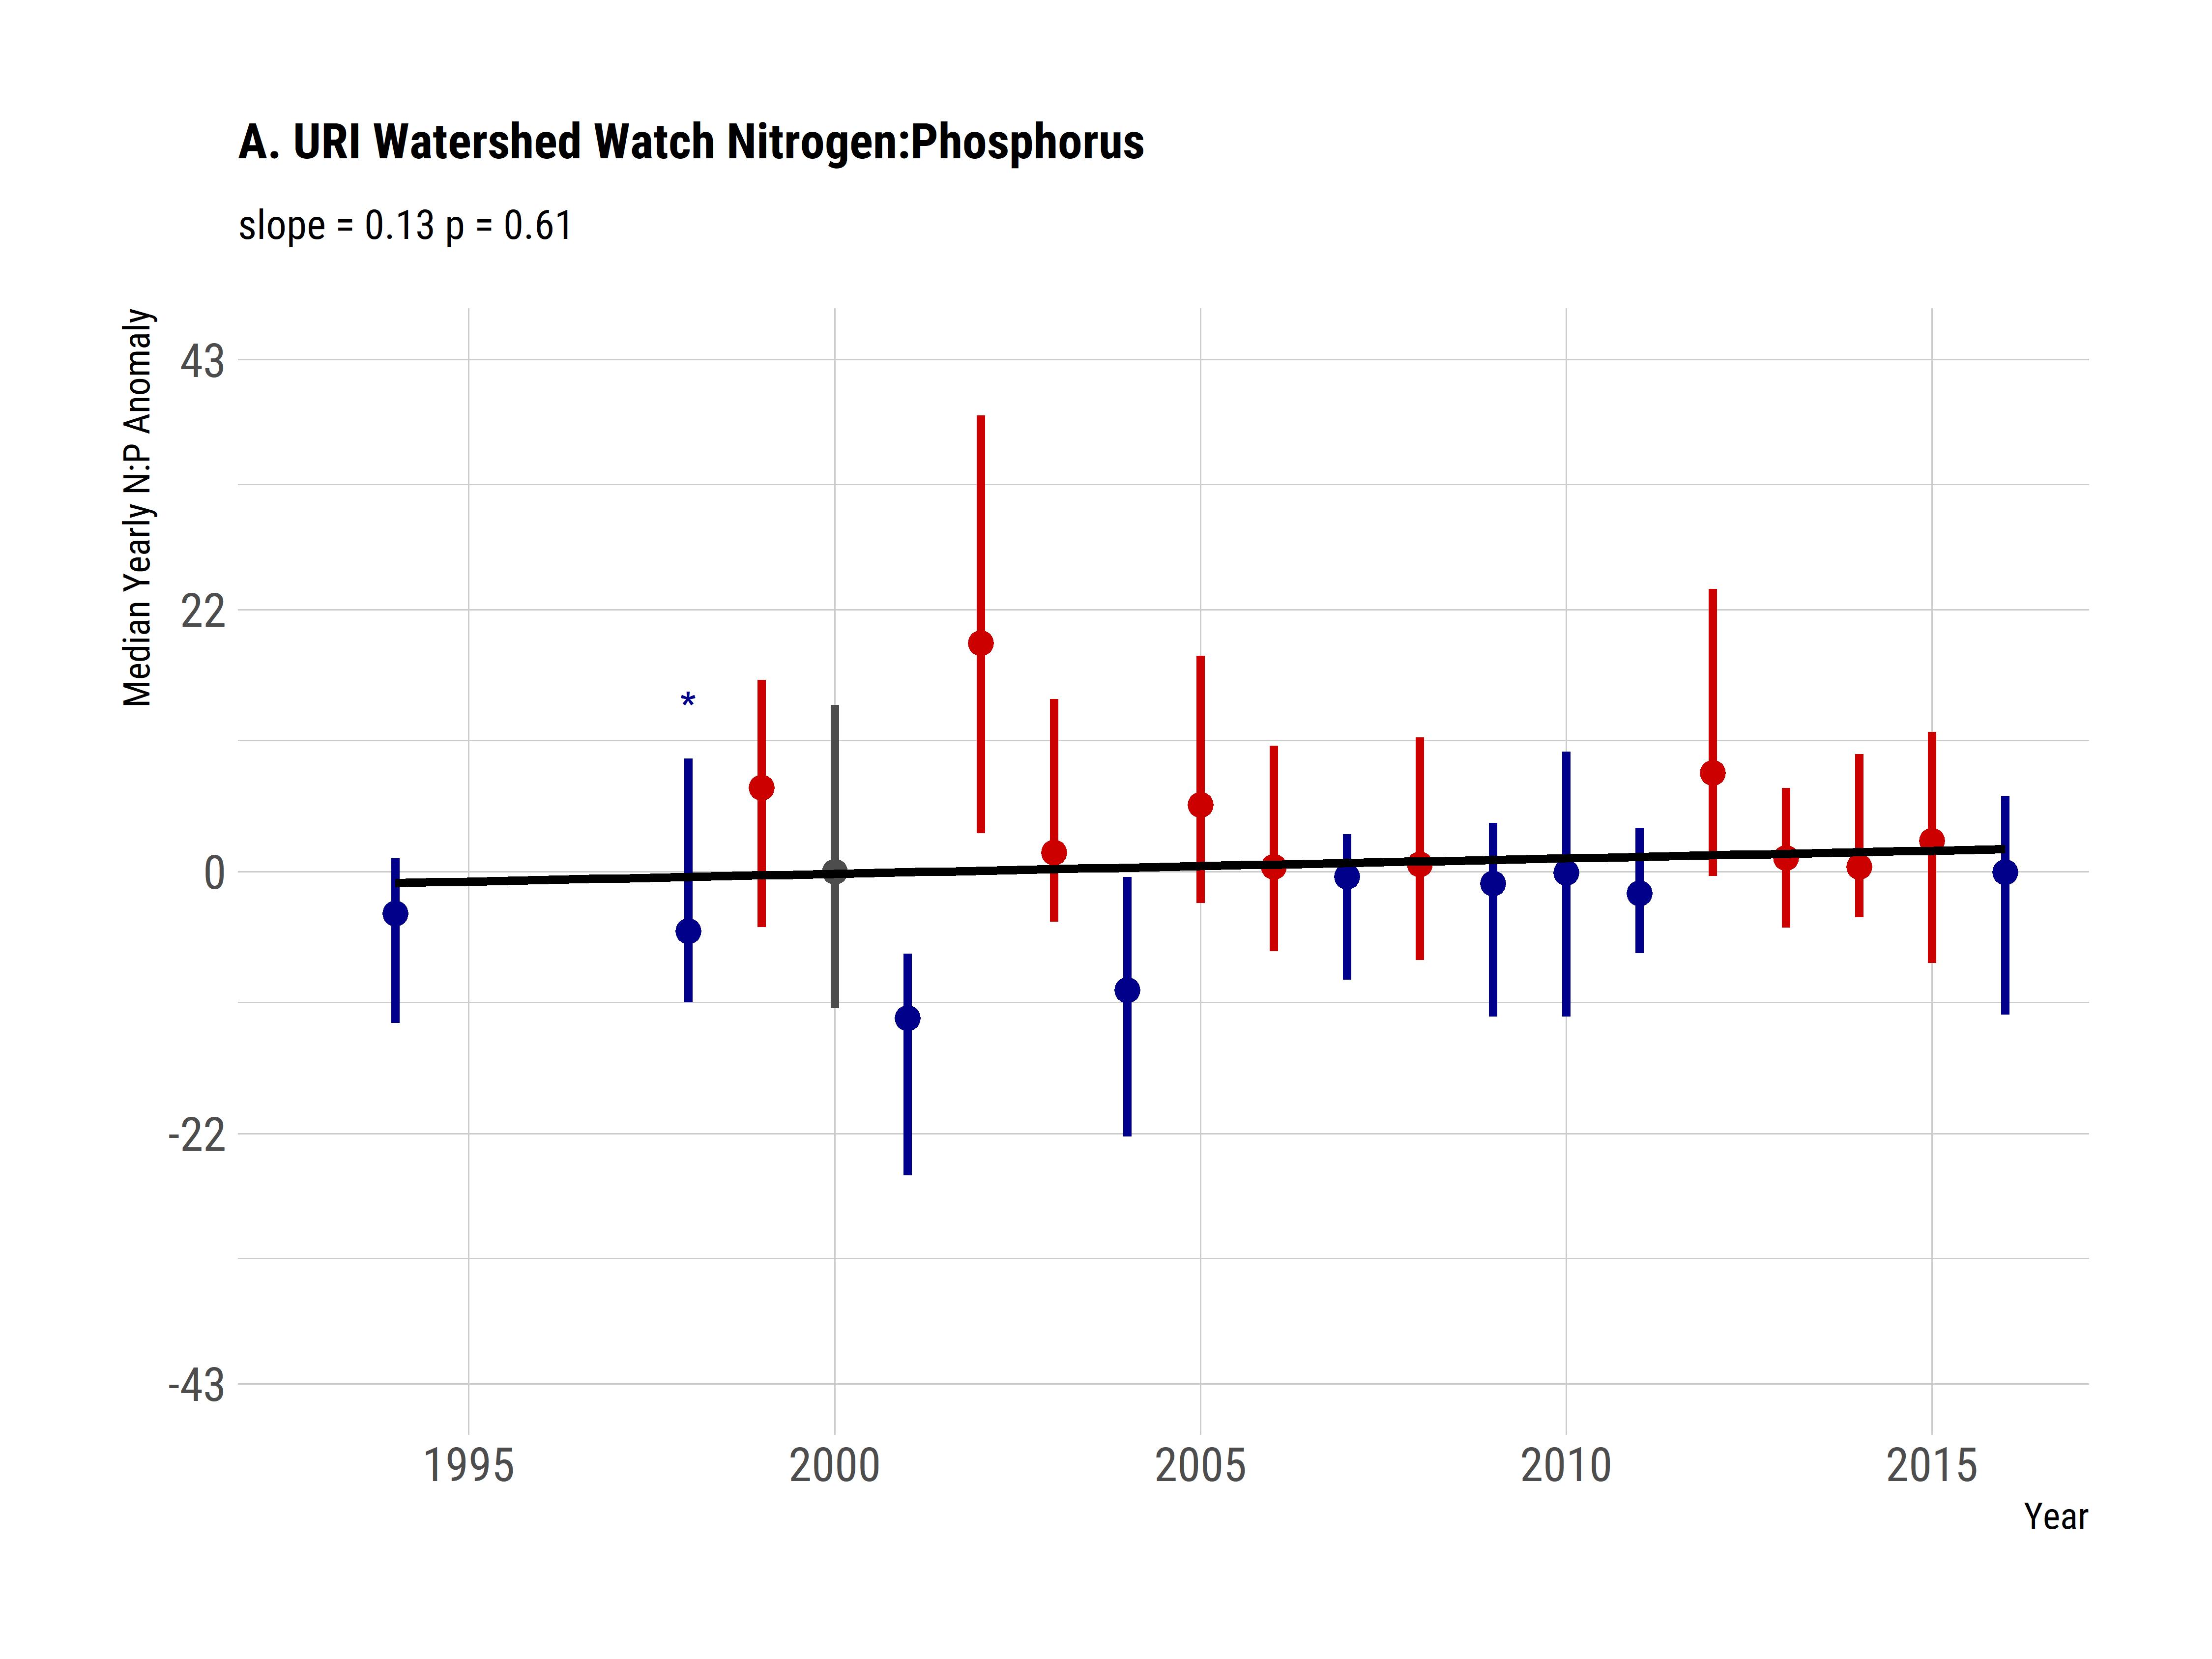 A. URI Watershed Watch Nitrogen:Phosphorus
slope = 0.13 p = 0.61
Median Yearly N:P Anomaly
43
22
*
0
-22
-43
1995 2000 2005 2010 2015
Year